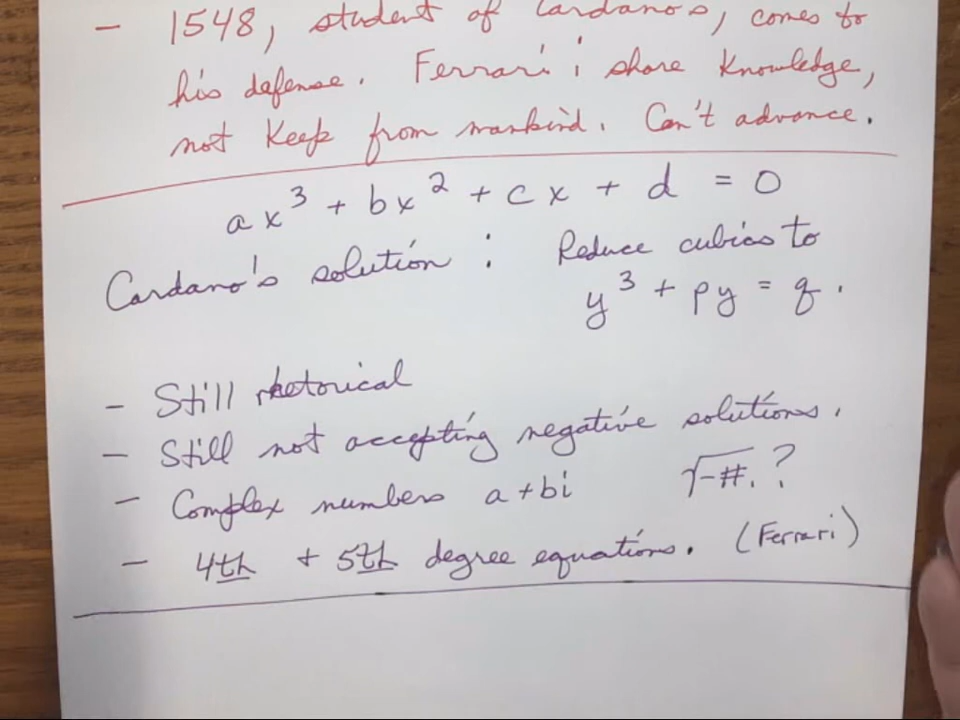 - 1548, student of Cardano's, comes to
his defense. Ferrari ; share knowledge,
not keep from mankind. Can't advance.
ax³ + bx² + cx + d = 0
Cardano's solution : Reduce cubics to
y³ + py = q.
- Still rhetorical
- Still not accepting negative solutions.
- Complex numbers a+bi √-#. ?
- 4th + 5th degree equations. (Ferrari)